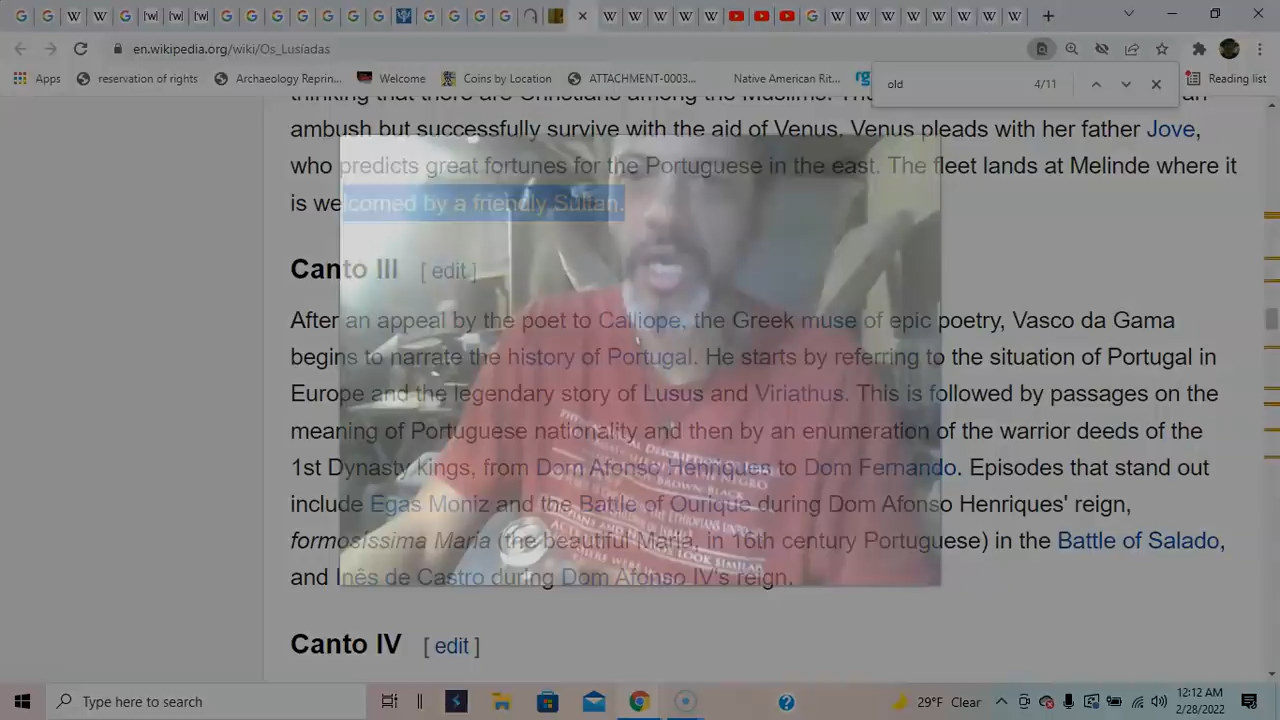 en.wikipedia.org/wiki/Os_Lusíadas
Apps
reservation of rights
Archaeology Reprin...
Welcome
Coins by Location
ATTACHMENT-0003...
Native American Rit...
Reading list
old
4/11
ambush but successfully survive with the aid of Venus. Venus pleads with her father Jove,
who predicts great fortunes for the Portuguese in the east. The fleet lands at Melinde where it
is welcomed by a friendly Sultan.
Canto III [ edit ]
After an appeal by the poet to Calliope, the Greek muse of epic poetry, Vasco da Gama
begins to narrate the history of Portugal. He starts by referring to the situation of Portugal in
Europe and the legendary story of Lusus and Viriathus. This is followed by passages on the
meaning of Portuguese nationality and then by an enumeration of the warrior deeds of the
1st Dynasty kings, from Dom Afonso Henriques to Dom Fernando. Episodes that stand out
include Egas Moniz and the Battle of Ourique during Dom Afonso Henriques' reign,
formosíssima Maria (the beautiful Maria, in 16th century Portuguese) in the Battle of Salado,
and Inês de Castro during Dom Afonso IV's reign.
Canto IV [ edit ]
Type here to search
29°F Clear
12:12 AM
2/28/2022